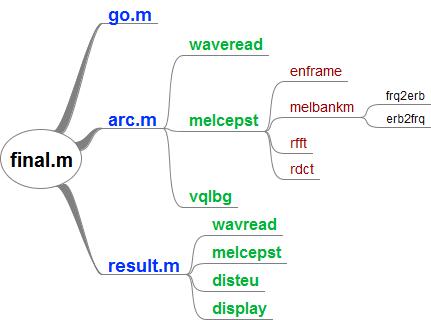 final.m
go.m
arc.m
waveread
melcepst
enframe
melbankm
frq2erb
erb2frq
rfft
rdct
vqlbg
result.m
wavread
melcepst
disteu
display